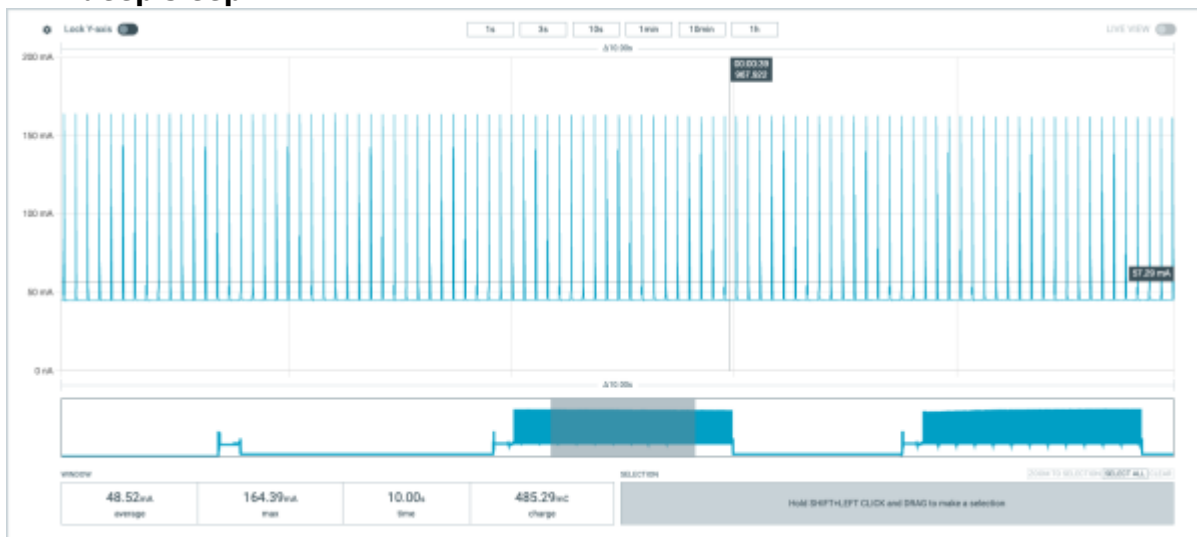 Lock Y-axis
1s 3s 10s 1min 10min 1h
LIVE VIEW
Δ10.00s
200 mA
00:00:39
967.922
150 mA
100 mA
57.29 mA
50 mA
0 nA
Δ10.00s
WINDOW
SELECTION
ZOOM TO SELECTION SELECT ALL CLEAR
48.52mA
average
164.39mA
max
10.00s
time
485.29mC
charge
Hold SHIFT+LEFT CLICK and DRAG to make a selection